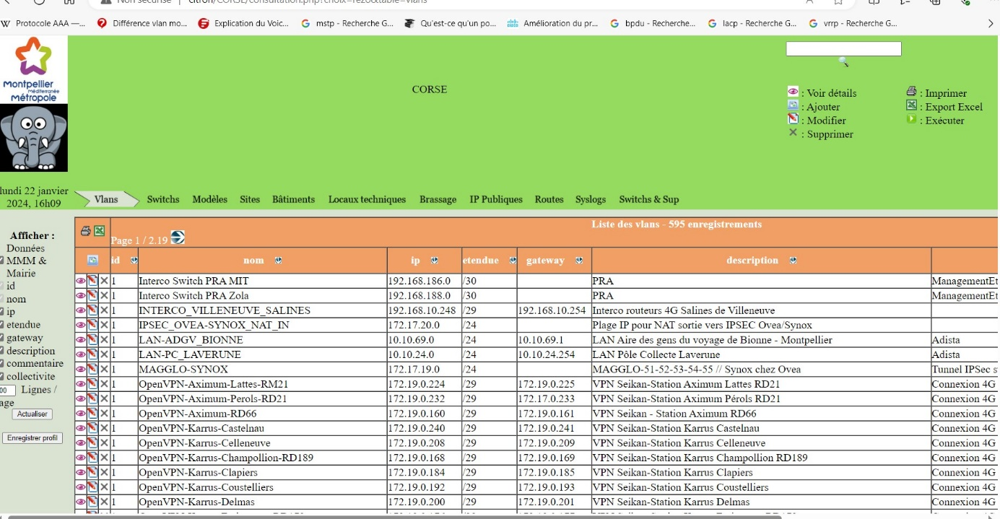 Non sécurisé | citron/CORSE/consultation.php?choix=rezo&table=vlans
W Protocole AAA —... Différence vlan mo... Explication du Voic... mstp - Recherche G... Qu'est-ce qu'un po... Amélioration du pr... bpdu - Recherche... lacp - Recherche G... vrrp - Recherche G...
Montpellier
Méditerranée
métropole
CORSE
: Voir détails : Imprimer
: Ajouter : Export Excel
: Modifier : Exécuter
: Supprimer
lundi 22 janvier
2024, 16h09
Vlans Switchs Modèles Sites Bâtiments Locaux techniques Brassage IP Publiques Routes Syslogs Switchs & Sup
Afficher :
Données
MMM &
Mairie
id
nom
ip
etendue
gateway
description
commentaire
collectivite
00 Lignes /
age
Actualiser
Enregistrer profil
Liste des vlans - 595 enregistrements
Page 1 / 2.19
id nom ip etendue gateway description
1 Interco Switch PRA MIT 192.168.186.0 /30 PRA ManagementEt
1 Interco Switch PRA Zola 192.168.188.0 /30 PRA ManagementEt
1 INTERCO_VILLENEUVE_SALINES 192.168.10.248 /29 192.168.10.254 Interco routeurs 4G Salines de Villeneuve
1 IPSEC_OVEA-SYNOX_NAT_IN 172.17.20.0 /24 Plage IP pour NAT sortie vers IPSEC Ovea/Synox
1 LAN-ADGV_BIONNE 10.10.69.0 /24 10.10.69.1 LAN Aire des gens du voyage de Bionne - Montpellier Adista
1 LAN-PC_LAVERUNE 10.10.24.0 /24 10.10.24.254 LAN Pôle Collecte Laverune Adista
1 MAGGLO-SYNOX 172.17.19.0 /24 MAGGLO-51-52-53-54-55 // Synox chez Ovea Tunnel IPSec s
1 OpenVPN-Aximum-Lattes-RM21 172.19.0.224 /29 172.19.0.225 VPN Seikan-Station Aximum Lattes RD21 Connexion 4G
1 OpenVPN-Aximum-Perols-RD21 172.19.0.232 /29 172.17.0.233 VPN Seikan-Station Aximum Pérols RD21 Connexion 4G
1 OpenVPN-Aximum-RD66 172.19.0.160 /29 172.19.0.161 VPN Seikan - Station Aximum RD66 Connexion 4G
1 OpenVPN-Karrus-Castelnau 172.19.0.240 /29 172.19.0.241 VPN Seikan-Station Karrus Castelnau Connexion 4G
1 OpenVPN-Karrus-Celleneuve 172.19.0.208 /29 172.19.0.209 VPN Seikan-Station Karrus Celleneuve Connexion 4G
1 OpenVPN-Karrus-Champollion-RD189 172.19.0.168 /29 172.19.0.169 VPN Seikan-Station Karrus Champollion RD189 Connexion 4G
1 OpenVPN-Karrus-Clapiers 172.19.0.184 /29 172.19.0.185 VPN Seikan-Station Karrus Clapiers Connexion 4G
1 OpenVPN-Karrus-Coustelliers 172.19.0.192 /29 172.19.0.193 VPN Seikan-Station Karrus Coustelliers Connexion 4G
1 OpenVPN-Karrus-Delmas 172.19.0.200 /29 172.19.0.201 VPN Seikan-Station Karrus Delmas Connexion 4G